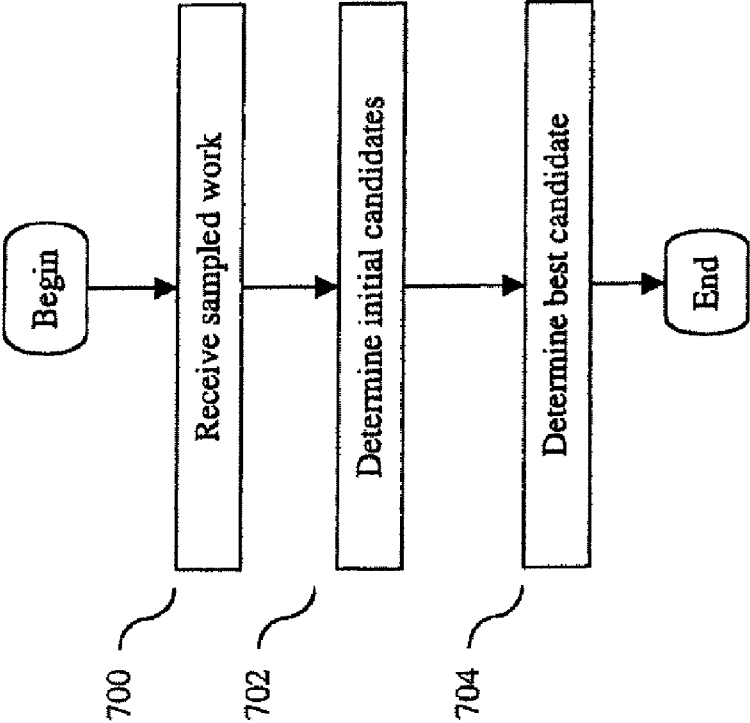 Begin
700
Receive sampled work
702
Determine initial candidates
704
Determine best candidate
End